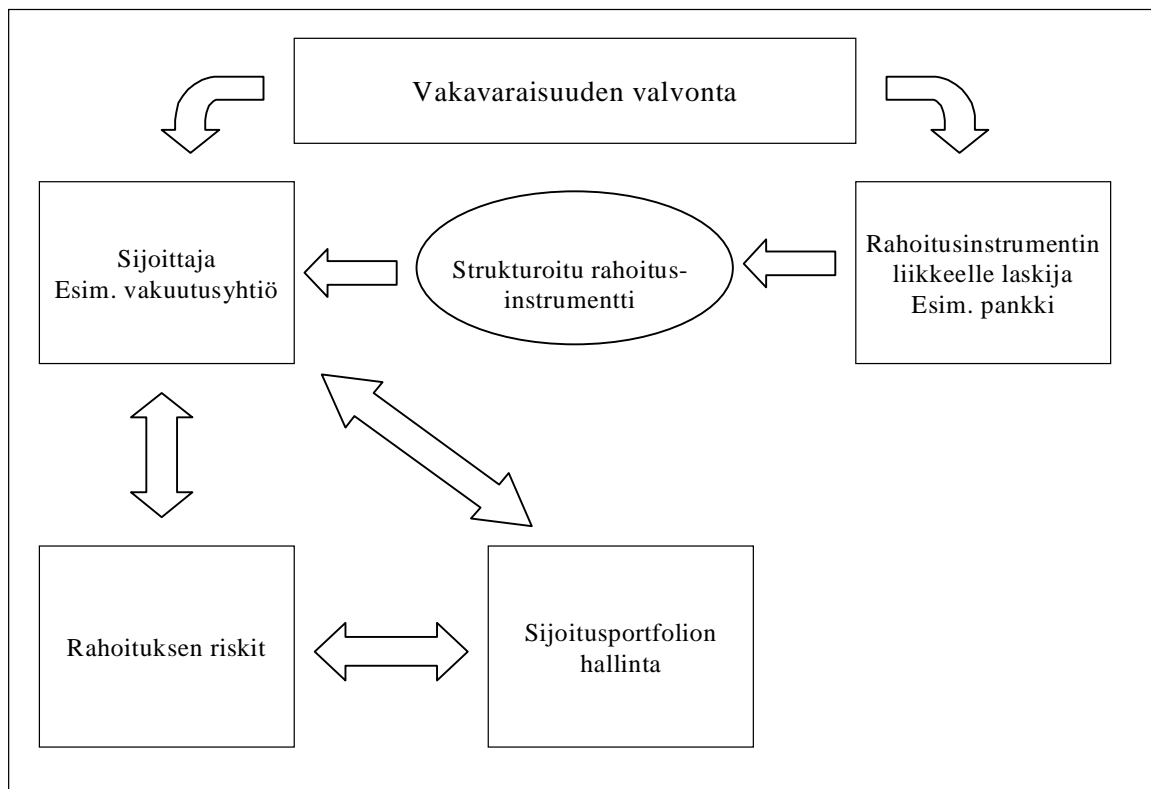 Vakavaraisuuden valvonta
Sijoittaja
Esim. vakuutusyhtiö
Strukturoitu rahoitus-
instrumentti
Rahoitusinstrumentin
liikkeelle laskija
Esim. pankki
Rahoituksen riskit
Sijoitusportfolion
hallinta